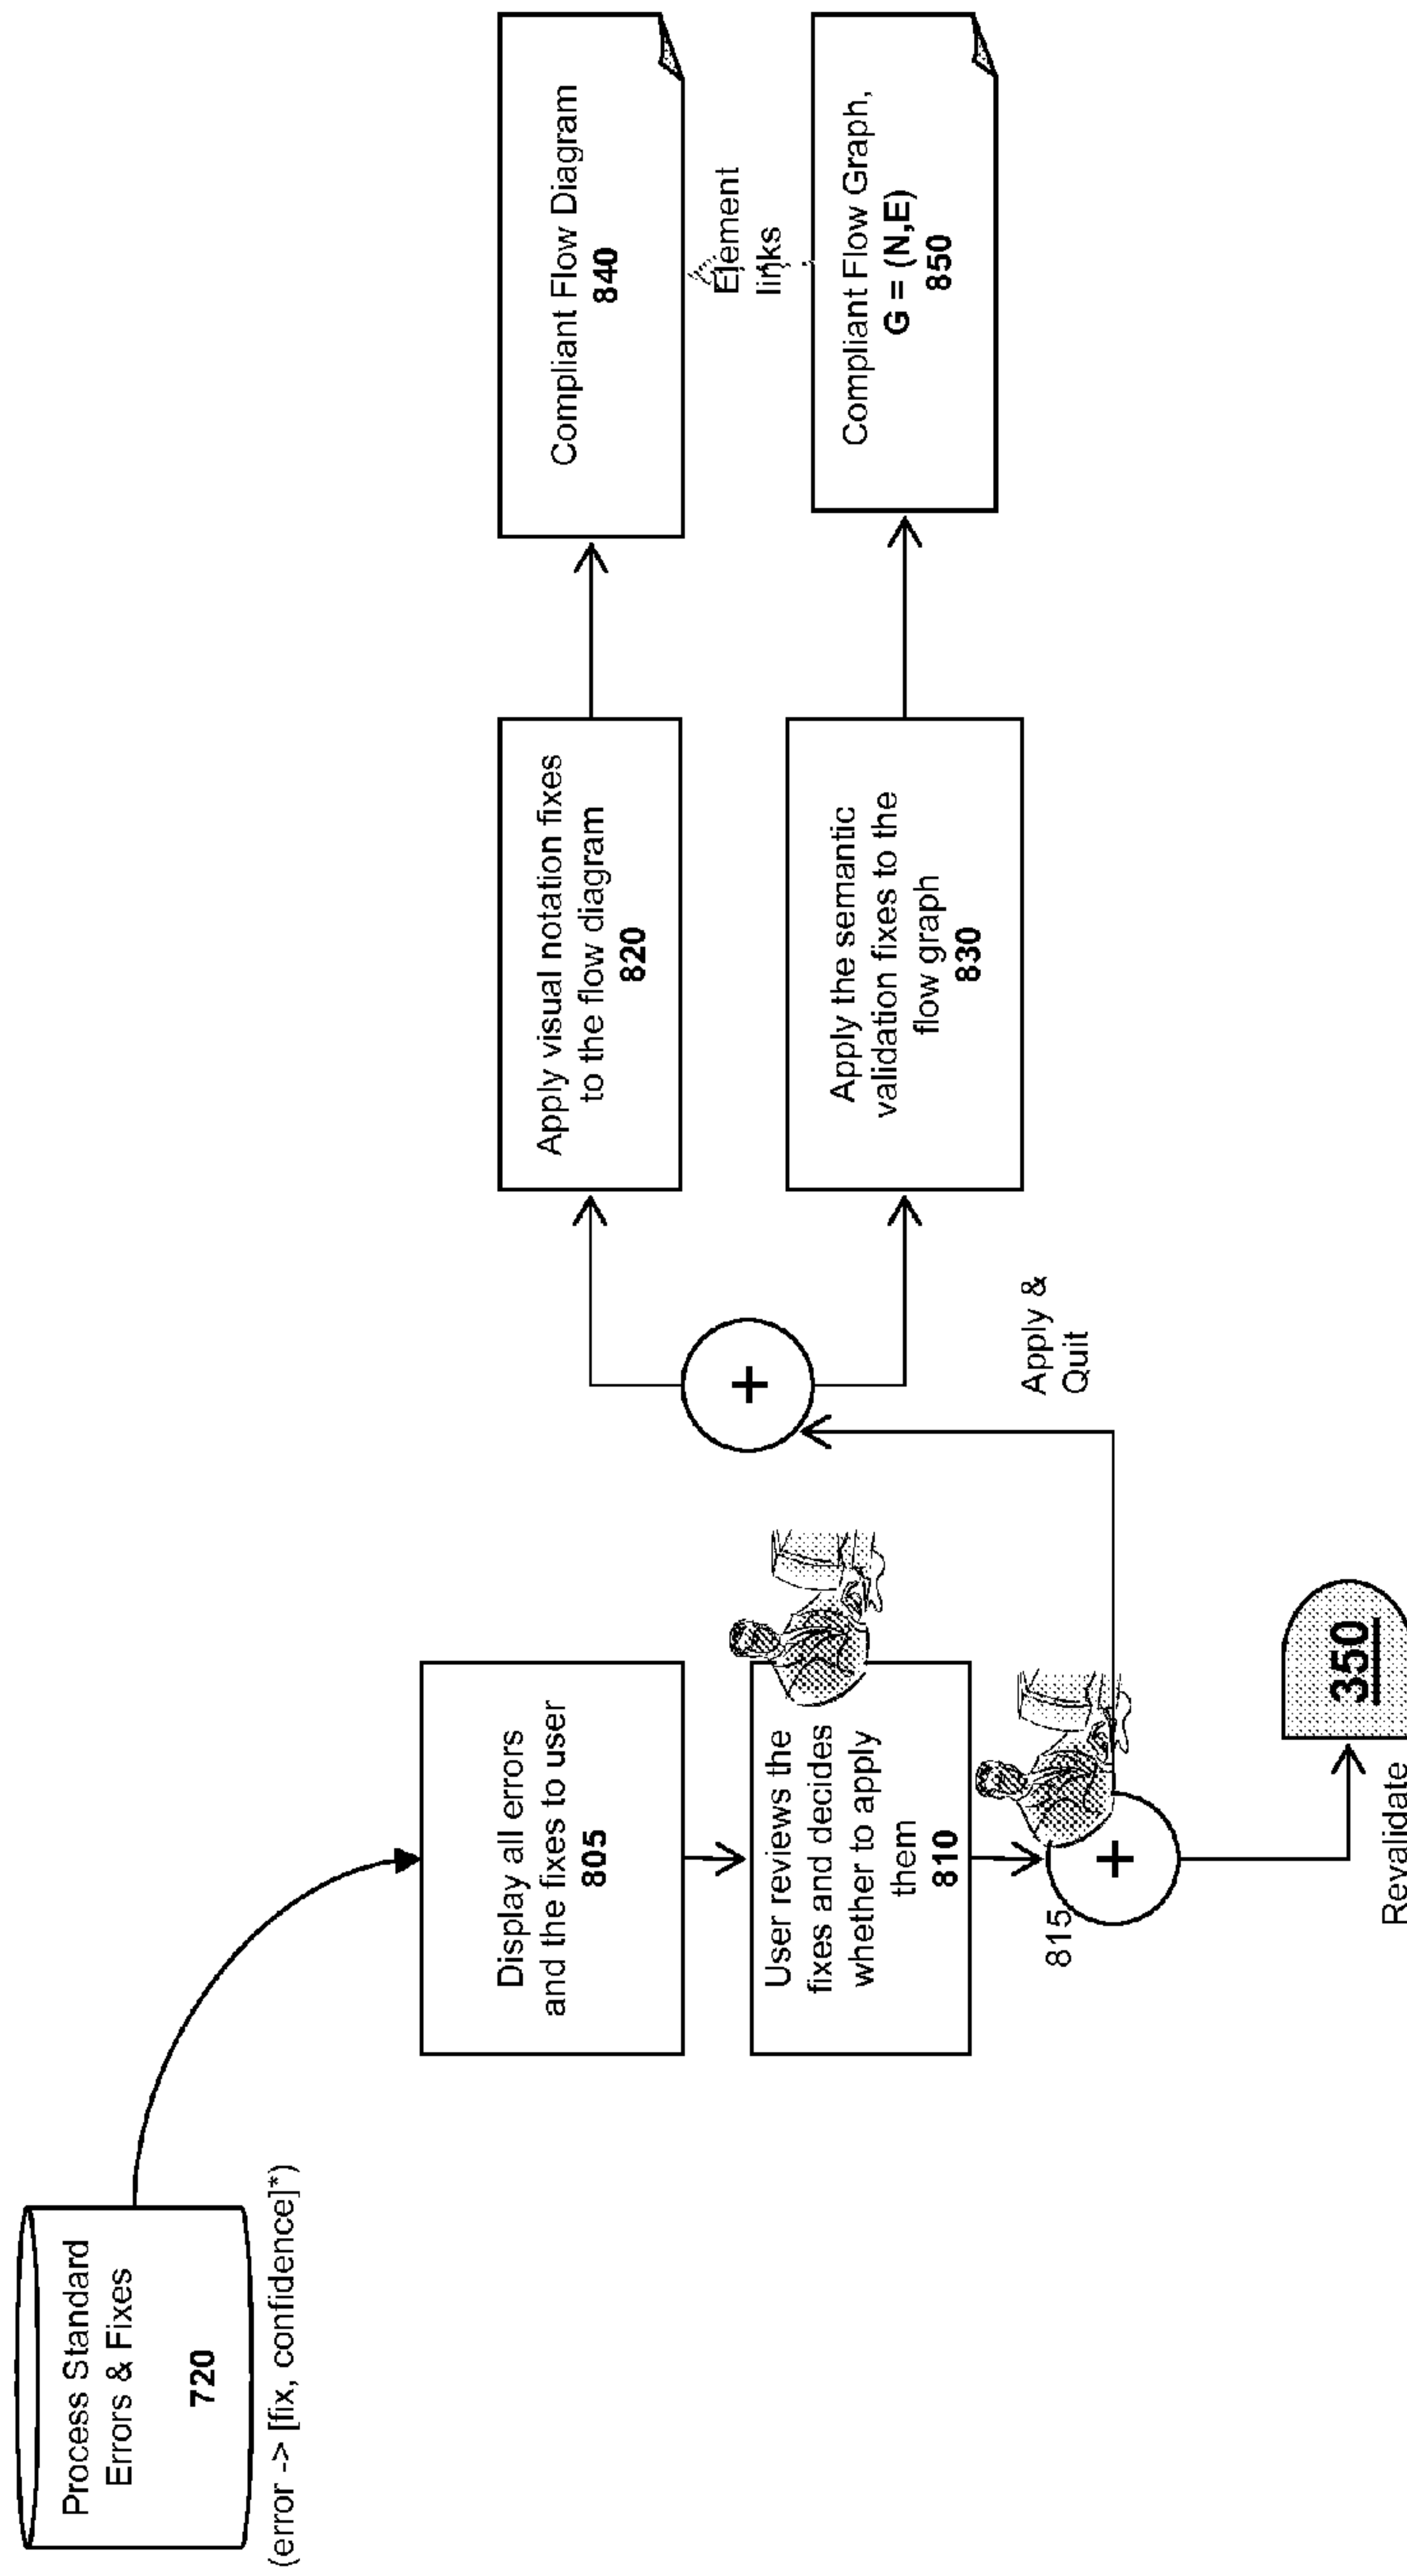 Process Standard
Errors & Fixes
720
(error -> [fix, confidence]*)
Display all errors
and the fixes to user
805
User reviews the
fixes and decides
whether to apply
them
810
815
Revalidate
350
Apply &
Quit
+
+
Apply visual notation fixes
to the flow diagram
820
Apply the semantic
validation fixes to the
flow graph
830
Compliant Flow Diagram
840
Element
links
Compliant Flow Graph,
G = (N,E)
850